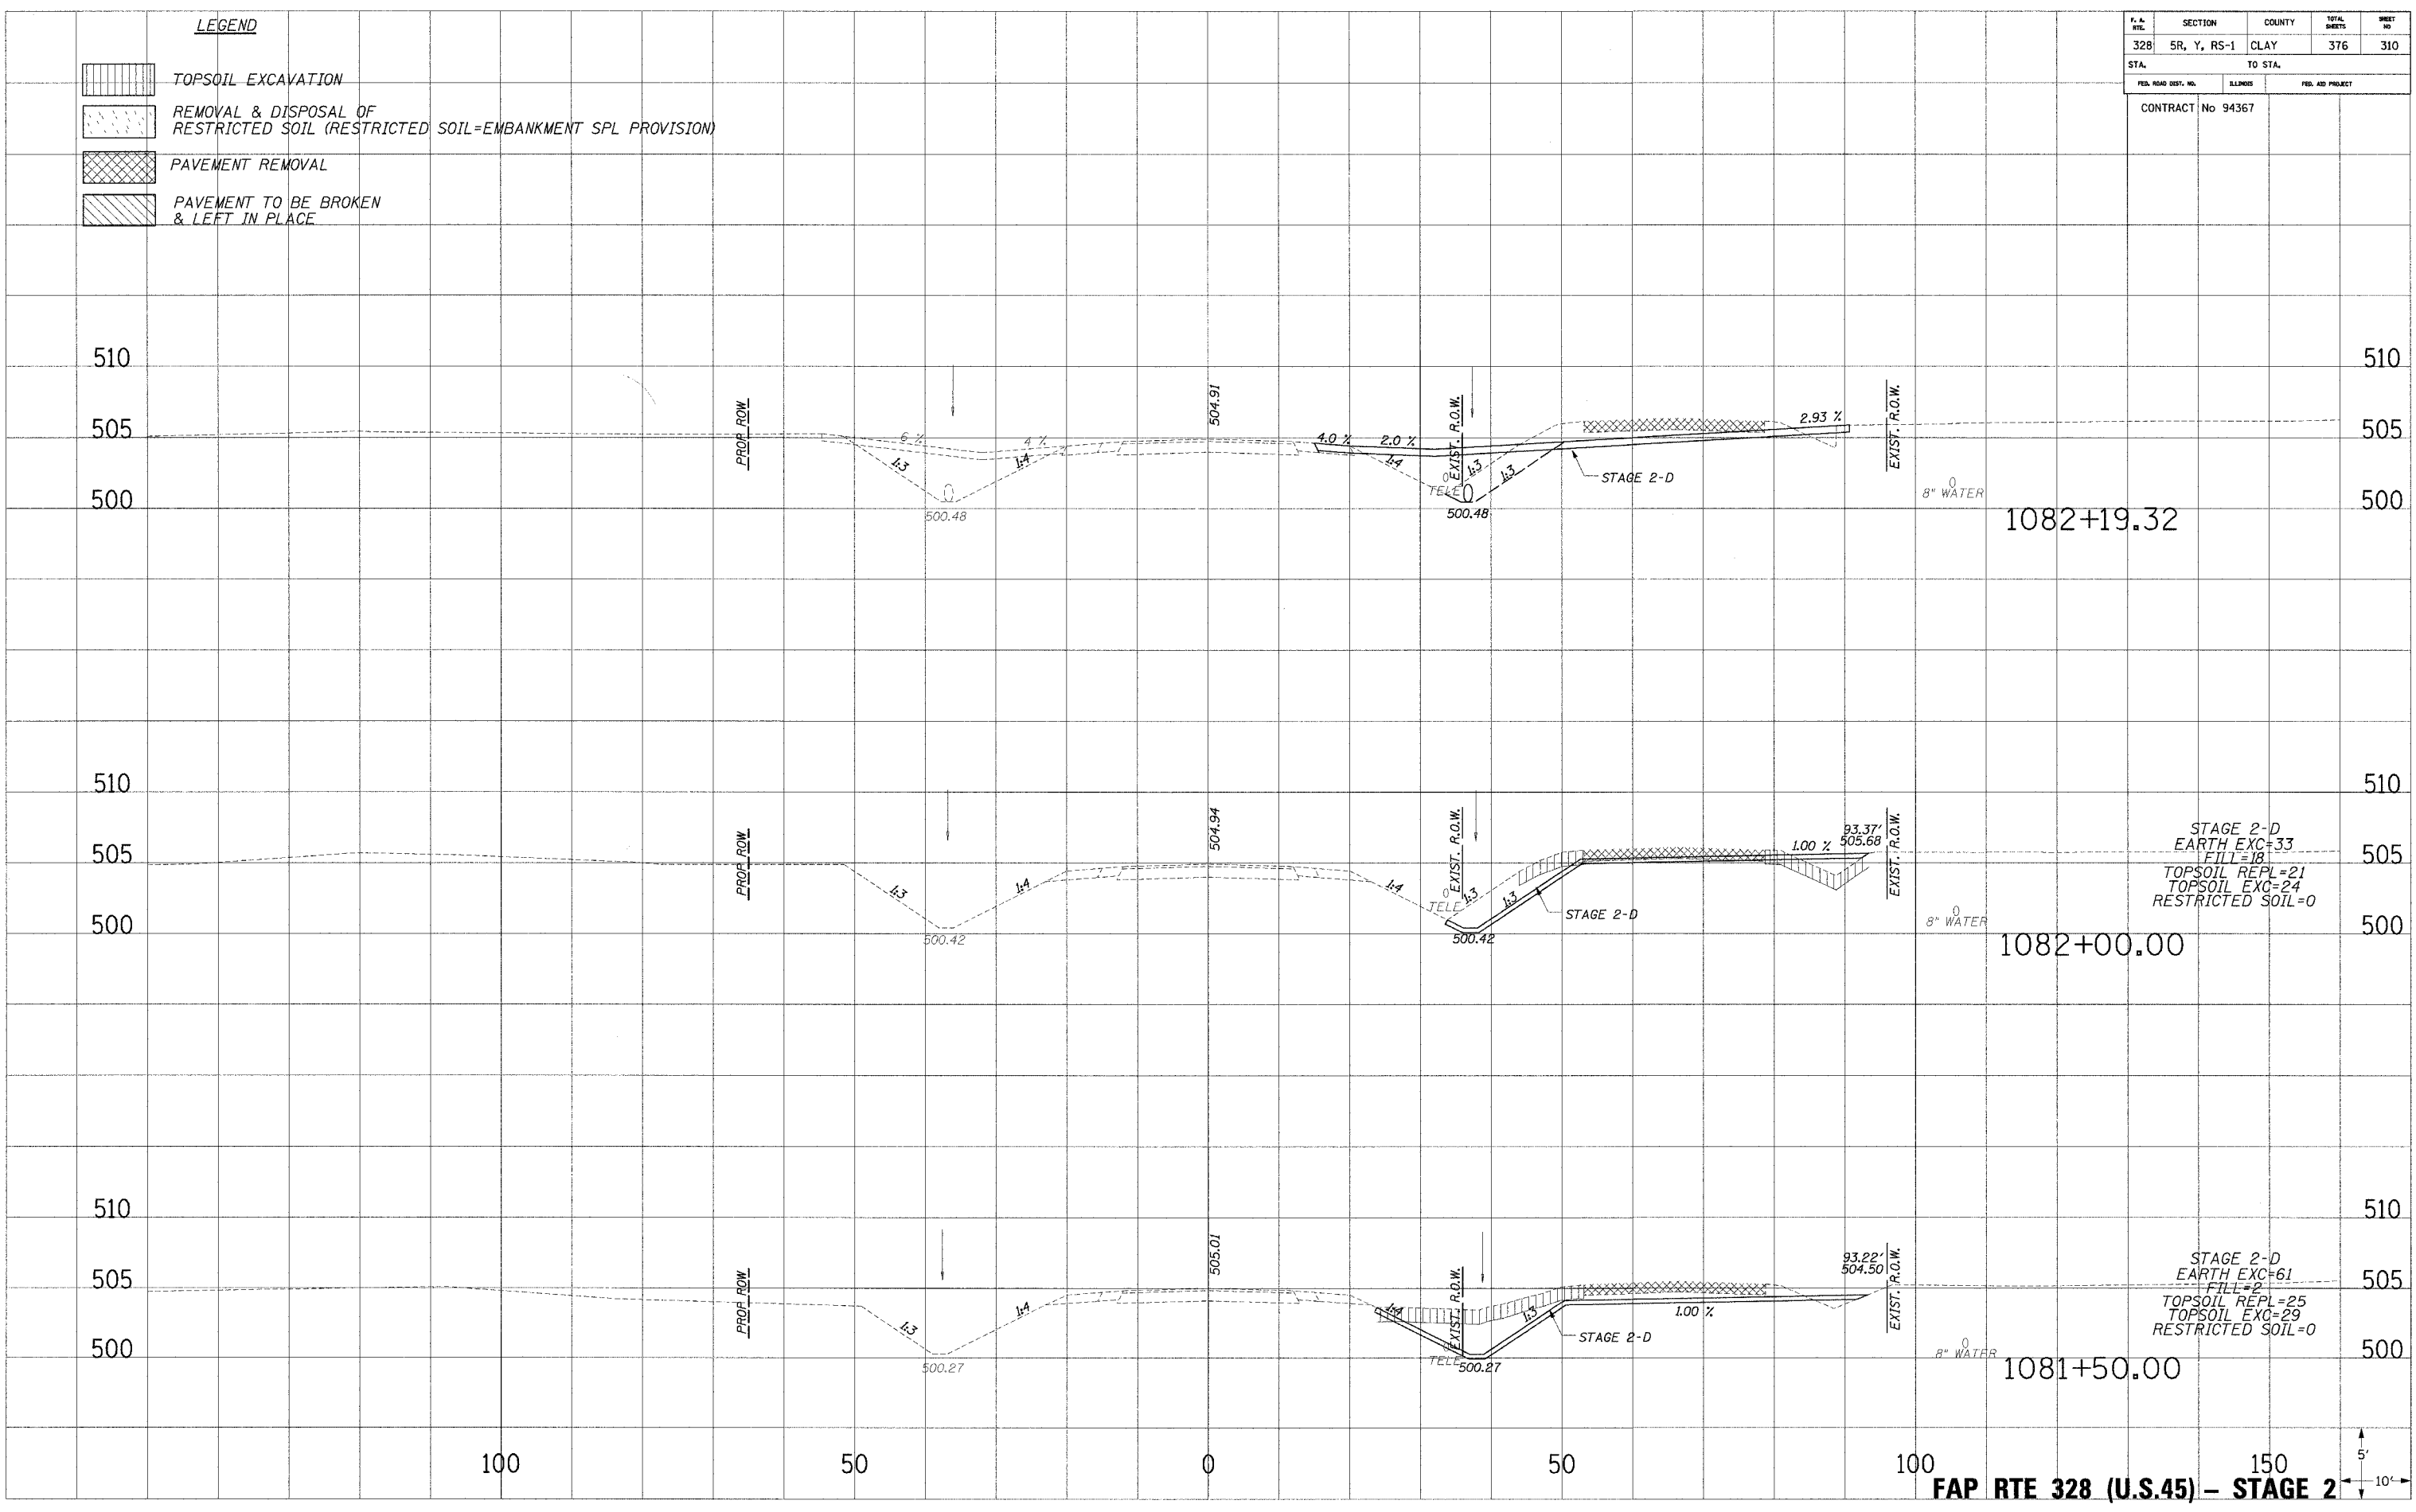 LEGEND
TOPSOIL EXCAVATION
REMOVAL & DISPOSAL OF
RESTRICTED SOIL (RESTRICTED SOIL=EMBANKMENT SPL PROVISION)
PAVEMENT REMOVAL
PAVEMENT TO BE BROKEN
& LEFT IN PLACE
F. A. RTE. SECTION COUNTY TOTAL SHEETS SHEET NO
328 5R, Y, RS-1 CLAY 376 310
STA. TO STA.
FED. ROAD DIST. NO. ILLINOIS FED. AID PROJECT
CONTRACT No 94367
510 510
505 505
500 500
PROP ROW
6 %
4 %
1:3
1:4
500.48
504.91
4.0 %
2.0 %
1:4
EXIST. R.O.W.
1:3
1:3
TELE
500.48
STAGE 2-D
2.93 %
EXIST. R.O.W.
8" WATER
1082+19.32
510 510
505 505
500 500
PROP ROW
1:3
1:4
500.42
504.94
1:4
EXIST. R.O.W.
1:3
1:3
TELE
500.42
STAGE 2-D
1.00 %
93.37'
505.68
EXIST. R.O.W.
8" WATER
STAGE 2-D
EARTH EXC=33
FILL=18
TOPSOIL REPL=21
TOPSOIL EXC=24
RESTRICTED SOIL=0
1082+00.00
510 510
505 505
500 500
PROP ROW
1:3
1:4
500.27
505.01
1:4
EXIST. R.O.W.
1:3
TELE
500.27
STAGE 2-D
1.00 %
93.22'
504.50
EXIST. R.O.W.
8" WATER
STAGE 2-D
EARTH EXC=61
FILL=2
TOPSOIL REPL=25
TOPSOIL EXC=29
RESTRICTED SOIL=0
1081+50.00
100 50 0 50 100 150
5'
10'
FAP RTE 328 (U.S.45) – STAGE 2